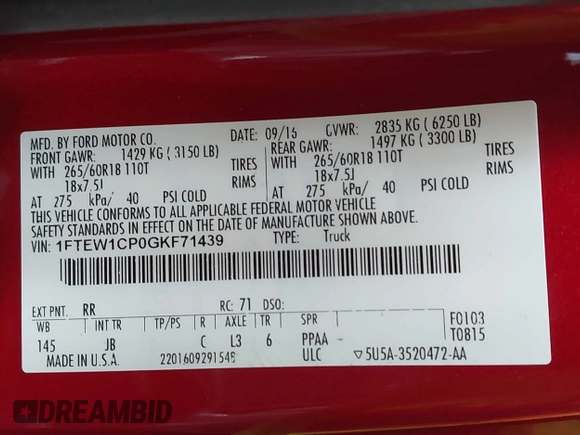 MFD. BY FORD MOTOR CO.
DATE: 09/16 GVWR: 2835 KG ( 6250 LB)
FRONT GAWR: 1429 KG ( 3150 LB) REAR GAWR: 1497 KG ( 3300 LB)
WITH 265/60R18 110T TIRES WITH 265/60R18 110T TIRES
18x7.5J RIMS 18x7.5J RIMS
AT 275 kPa/ 40 PSI COLD AT 275 kPa/ 40 PSI COLD
THIS VEHICLE CONFORMS TO ALL APPLICABLE FEDERAL MOTOR VEHICLE
SAFETY STANDARDS IN EFFECT ON THE DATE OF MANUFACTURE SHOWN ABOVE.
VIN: 1FTEW1CP0GKF71439 TYPE: Truck
EXT PNT. RR RC: 71 DSO:
WB INT TR TP/PS R AXLE TR SPR F0103
145 JB C L3 6 PPAA - T0815
MADE IN U.S.A. 220160929154 ULC ▽5U5A-3520472-AA
DREAMBID